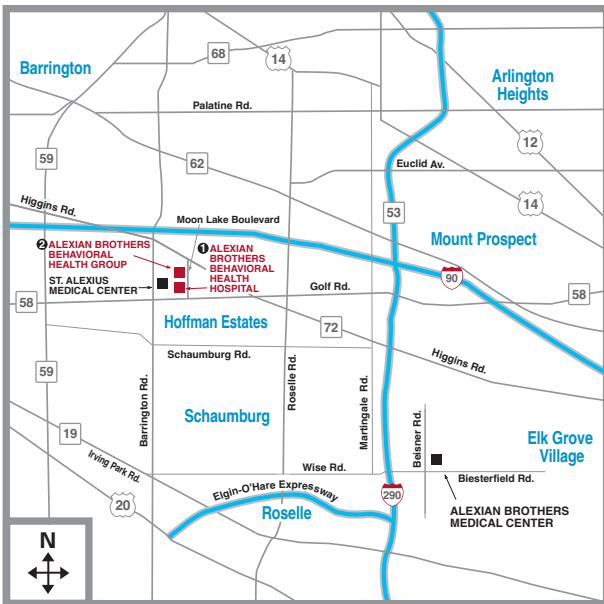 68
14
Barrington
Arlington
Heights
Palatine Rd.
12
59
62
Euclid Av.
14
Higgins Rd.
53
Moon Lake Boulevard
Mount Prospect
❷ ALEXIAN BROTHERS
BEHAVIORAL
HEALTH GROUP
❶ ALEXIAN
BROTHERS
BEHAVIORAL
HEALTH
HOSPITAL
ST. ALEXIUS
MEDICAL CENTER
90
58
Golf Rd.
58
Hoffman Estates
72
Schaumburg Rd.
Higgins Rd.
59
Barrington Rd.
Roselle Rd.
Martingale Rd.
Schaumburg
Beisner Rd.
19
Elk Grove
Village
Irving Park Rd.
Wise Rd.
Biesterfield Rd.
20
Elgin-O'Hare Expressway
290
Roselle
ALEXIAN BROTHERS
MEDICAL CENTER
N